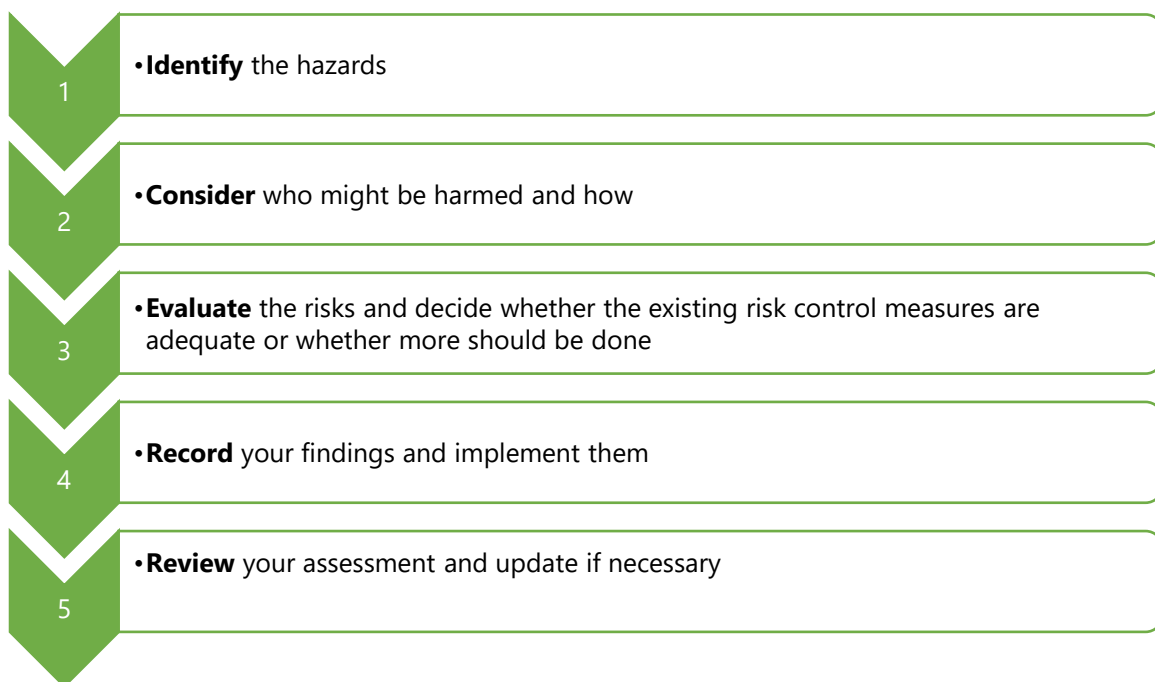 1
•Identify the hazards
2
•Consider who might be harmed and how
3
•Evaluate the risks and decide whether the existing risk control measures are
adequate or whether more should be done
4
•Record your findings and implement them
5
•Review your assessment and update if necessary